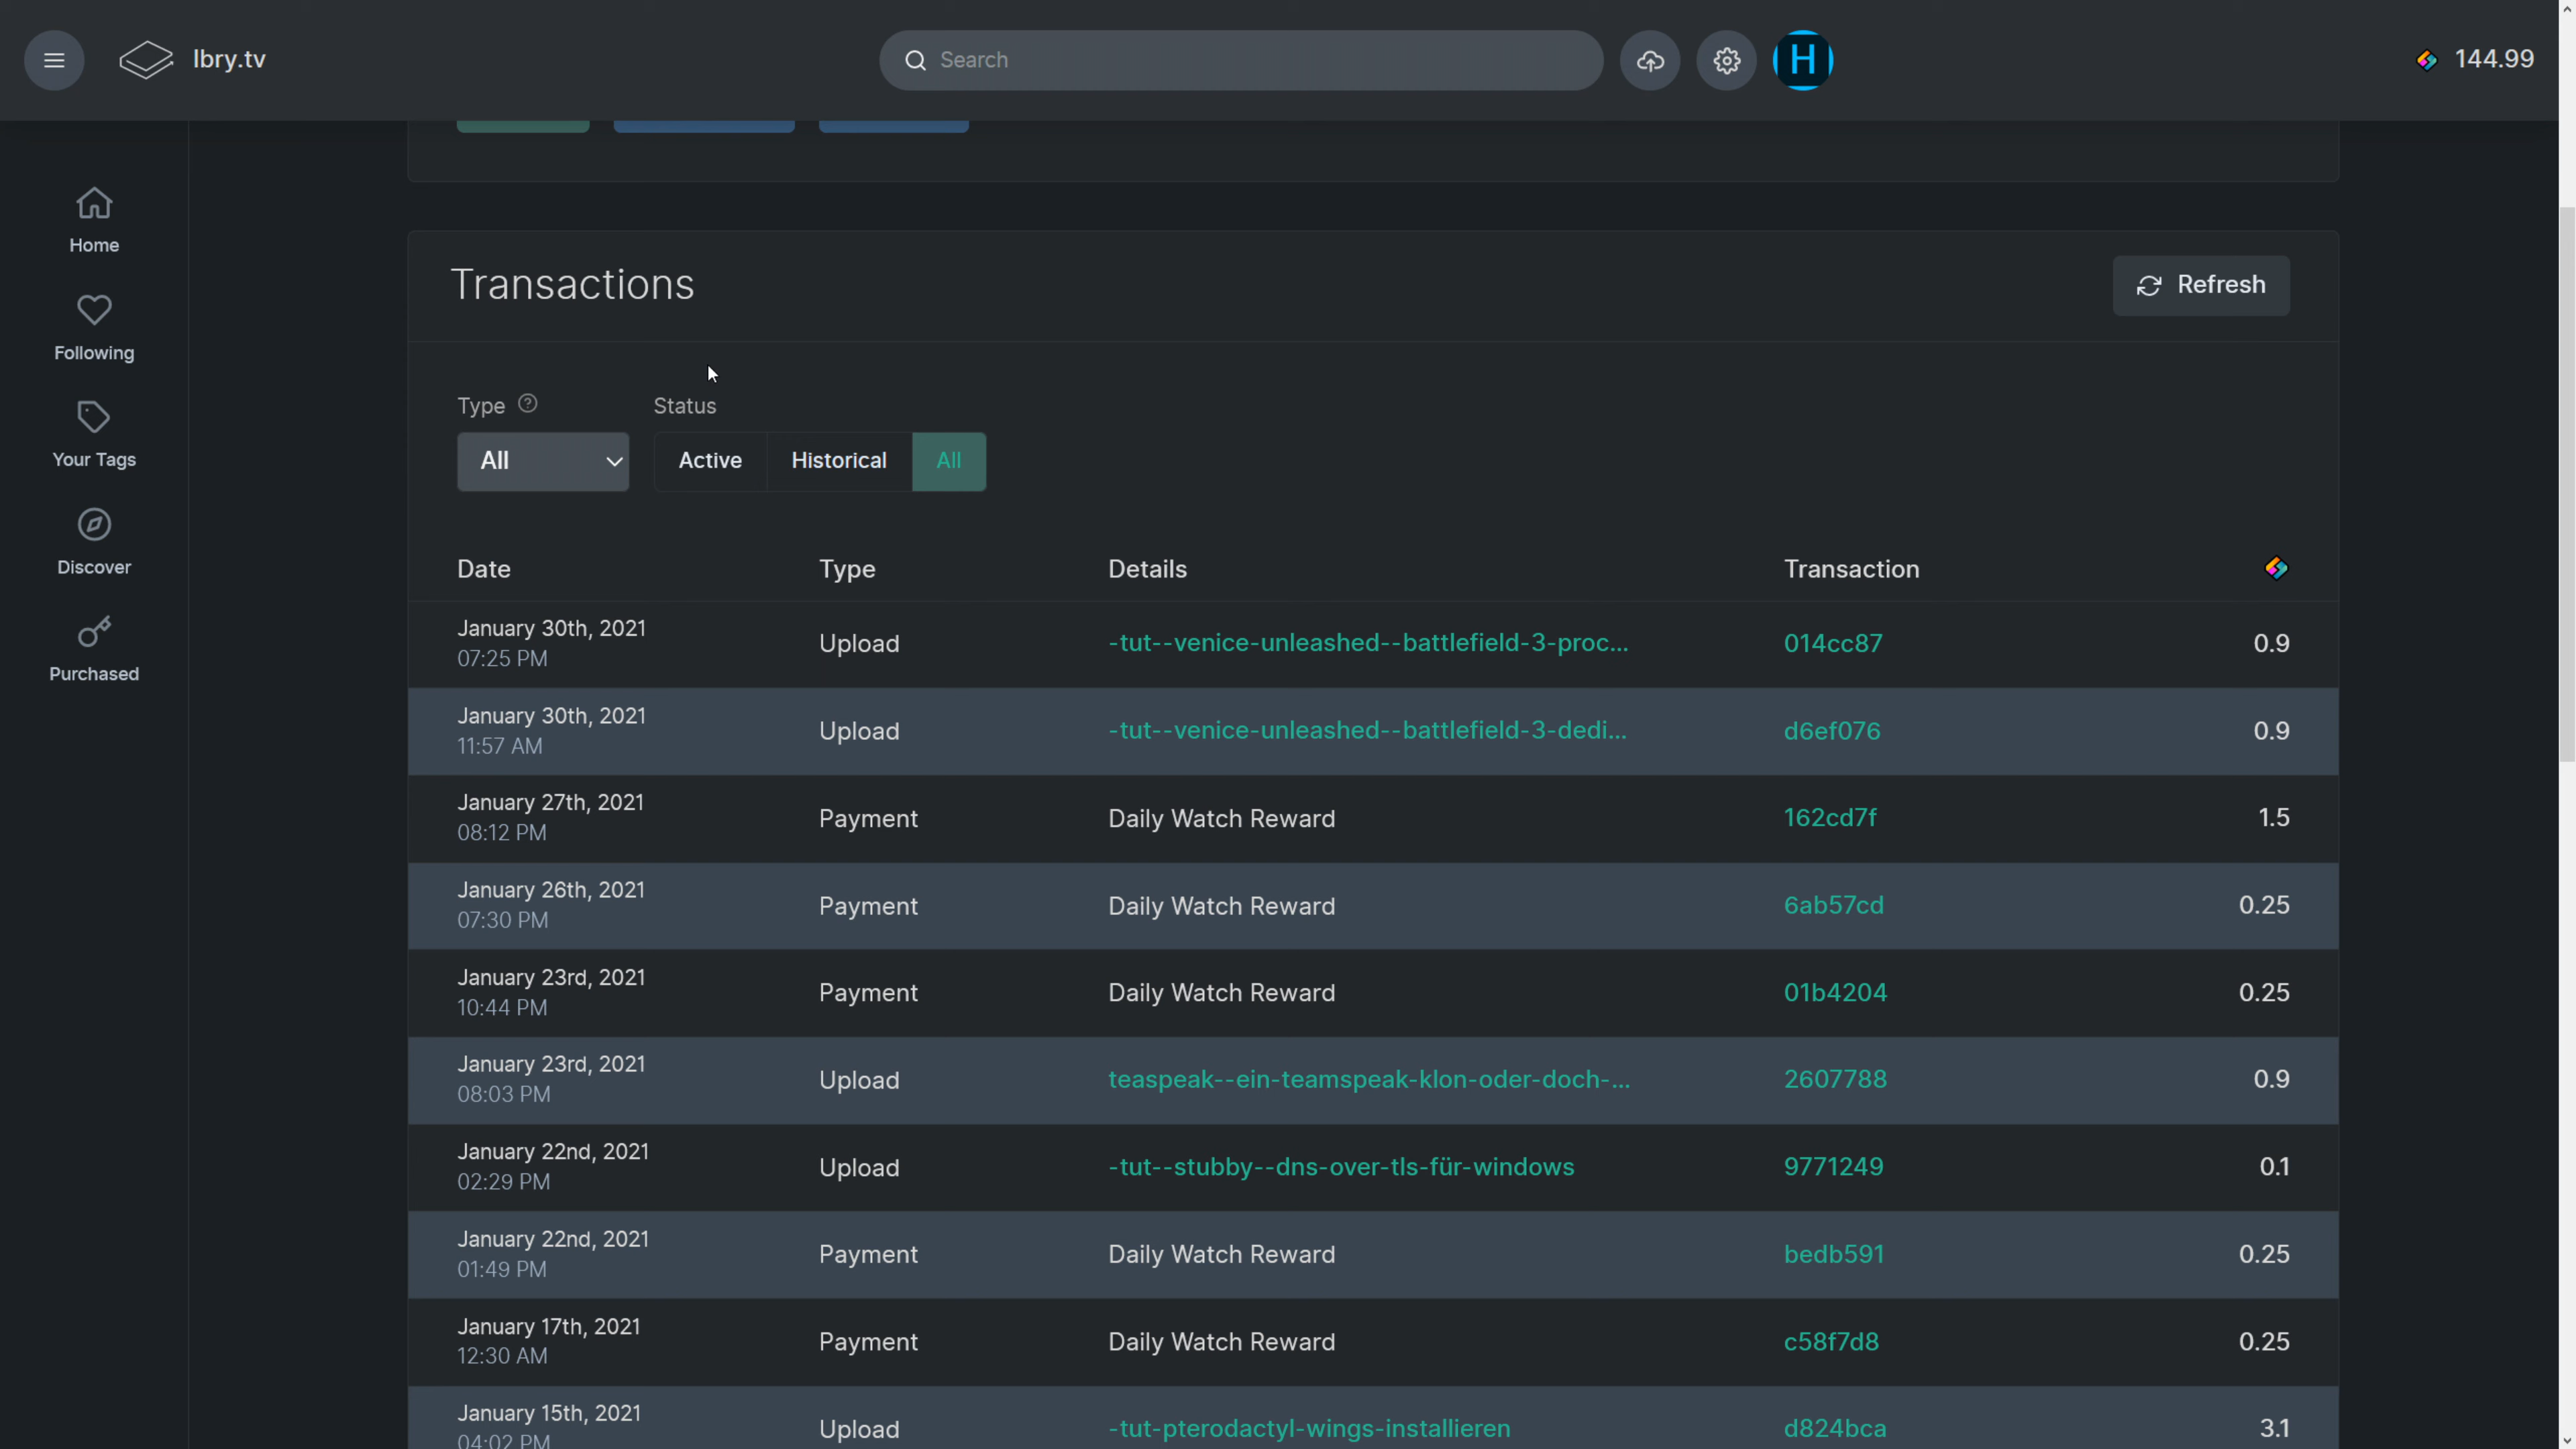 lbry.tv
Search
H
144.99
Home
Following
Your Tags
Discover
Purchased
Transactions
Refresh
Type Status
All Active Historical All
Date Type Details Transaction
January 30th, 2021
07:25 PM
Upload -tut--venice-unleashed--battlefield-3-proc... 014cc87 0.9
January 30th, 2021
11:57 AM
Upload -tut--venice-unleashed--battlefield-3-dedi... d6ef076 0.9
January 27th, 2021
08:12 PM
Payment Daily Watch Reward 162cd7f 1.5
January 26th, 2021
07:30 PM
Payment Daily Watch Reward 6ab57cd 0.25
January 23rd, 2021
10:44 PM
Payment Daily Watch Reward 01b4204 0.25
January 23rd, 2021
08:03 PM
Upload teaspeak--ein-teamspeak-klon-oder-doch-... 2607788 0.9
January 22nd, 2021
02:29 PM
Upload -tut--stubby--dns-over-tls-für-windows 9771249 0.1
January 22nd, 2021
01:49 PM
Payment Daily Watch Reward bedb591 0.25
January 17th, 2021
12:30 AM
Payment Daily Watch Reward c58f7d8 0.25
January 15th, 2021
04:02 PM
Upload -tut-pterodactyl-wings-installieren d824bca 3.1